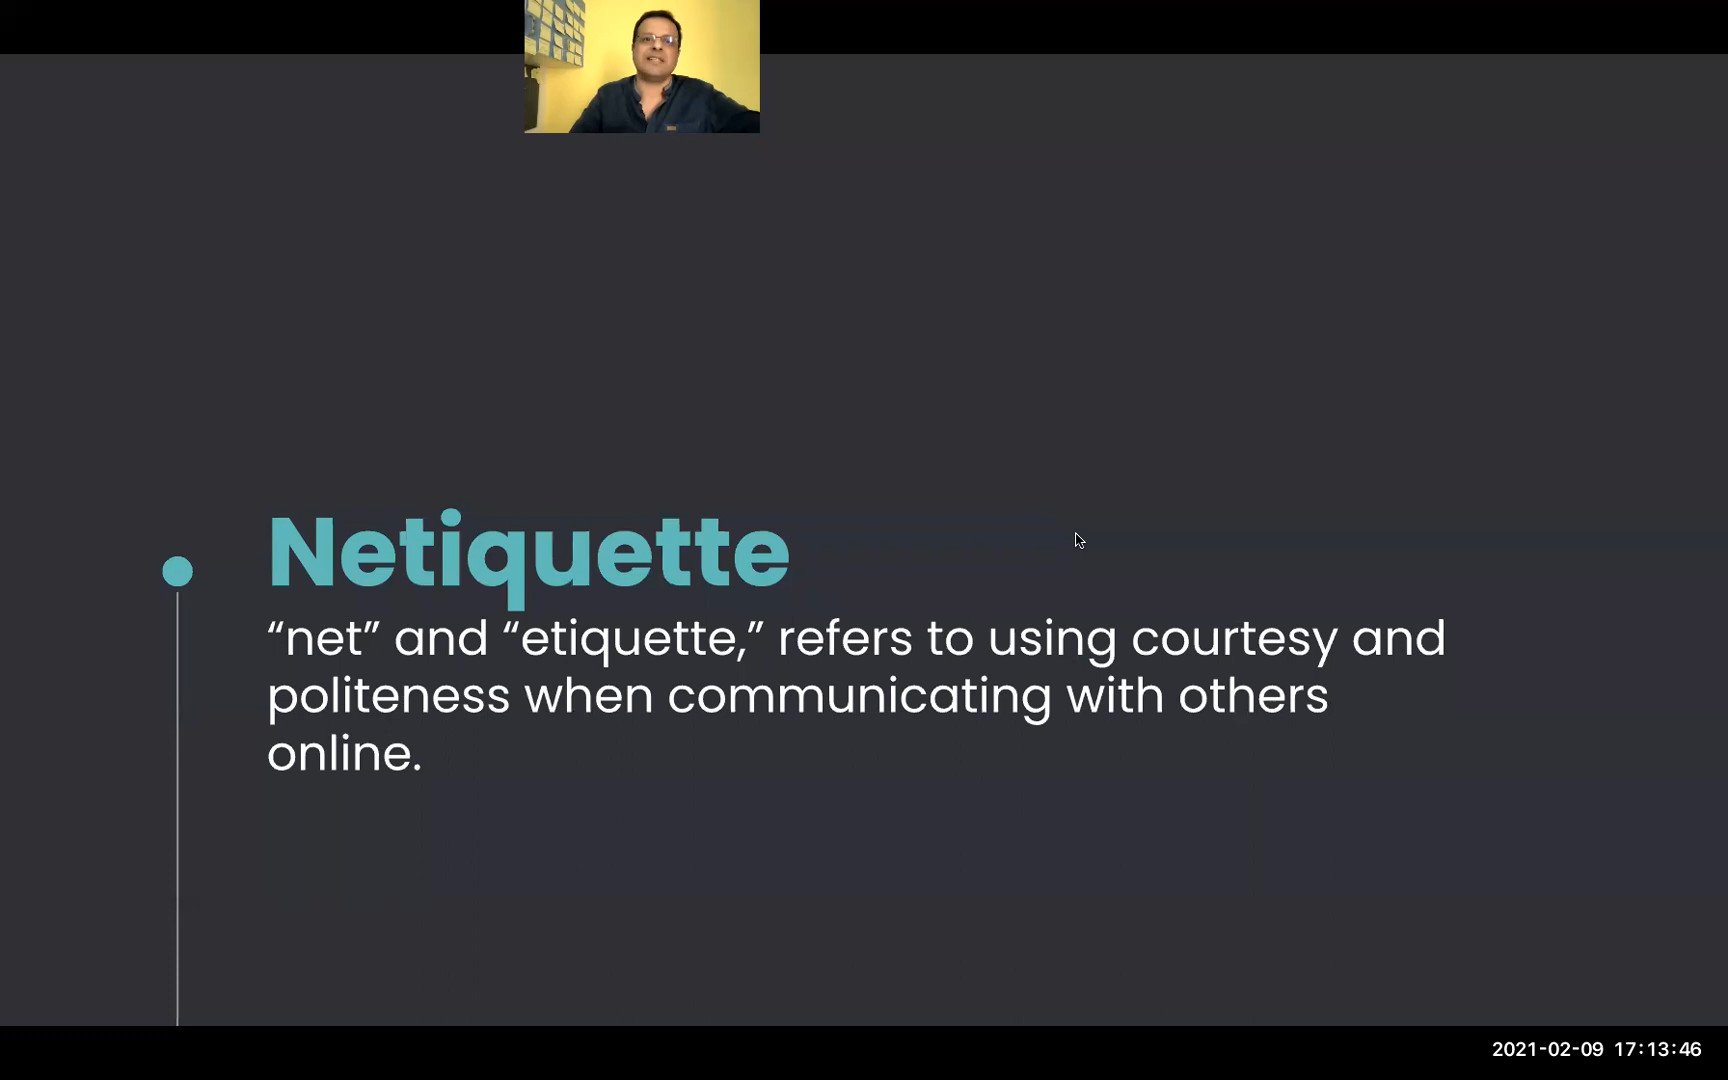 Netiquette
“net” and “etiquette,” refers to using courtesy and
politeness when communicating with others
online.
2021-02-09 17:13:46